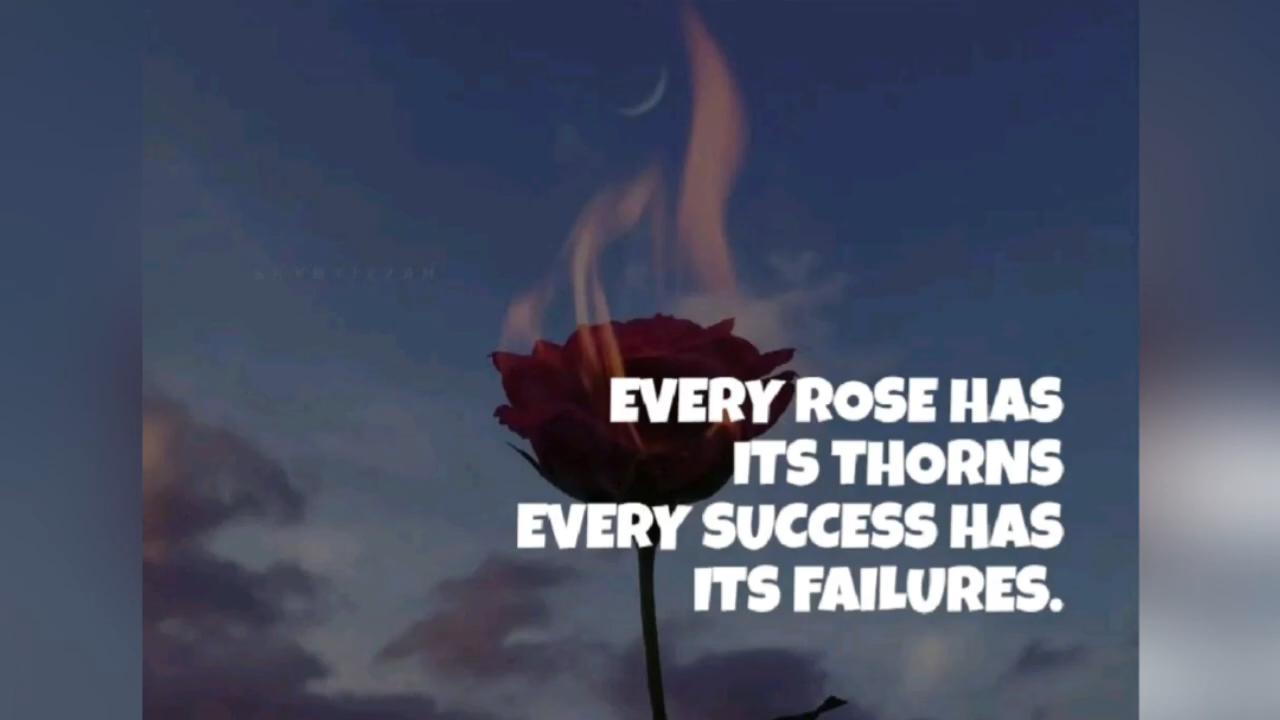 EVERY ROSE HAS
ITS THORNS
EVERY SUCCESS HAS
ITS FAILURES.